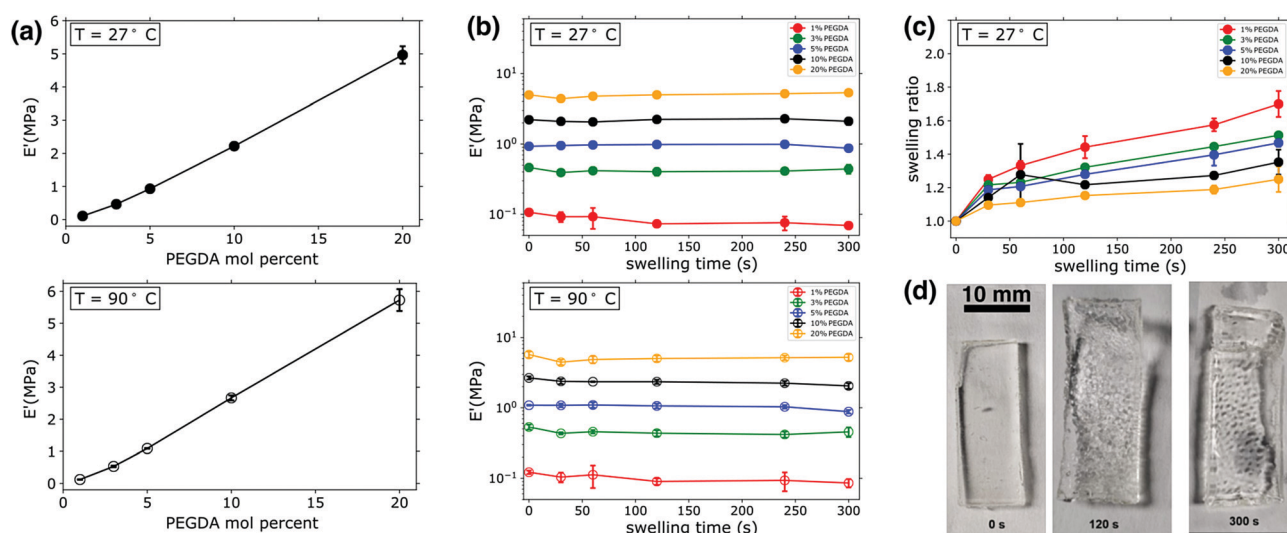 (a)
T = 27° C
E'(MPa)
6
5
4
3
2
1
0
0
5
10
15
20
PEGDA mol percent
T = 90° C
E'(MPa)
6
5
4
3
2
1
0
0
5
10
15
20
PEGDA mol percent
(b)
T = 27° C
1% PEGDA
3% PEGDA
5% PEGDA
10% PEGDA
20% PEGDA
E'(MPa)
10¹
10⁰
10⁻¹
0
50
100
150
200
250
300
swelling time (s)
T = 90° C
1% PEGDA
3% PEGDA
5% PEGDA
10% PEGDA
20% PEGDA
E'(MPa)
10¹
10⁰
10⁻¹
0
50
100
150
200
250
300
swelling time (s)
(c)
T = 27° C
1% PEGDA
3% PEGDA
5% PEGDA
10% PEGDA
20% PEGDA
swelling ratio
2.0
1.8
1.6
1.4
1.2
1.0
0
50
100
150
200
250
300
swelling time (s)
(d)
10 mm
0 s
120 s
300 s